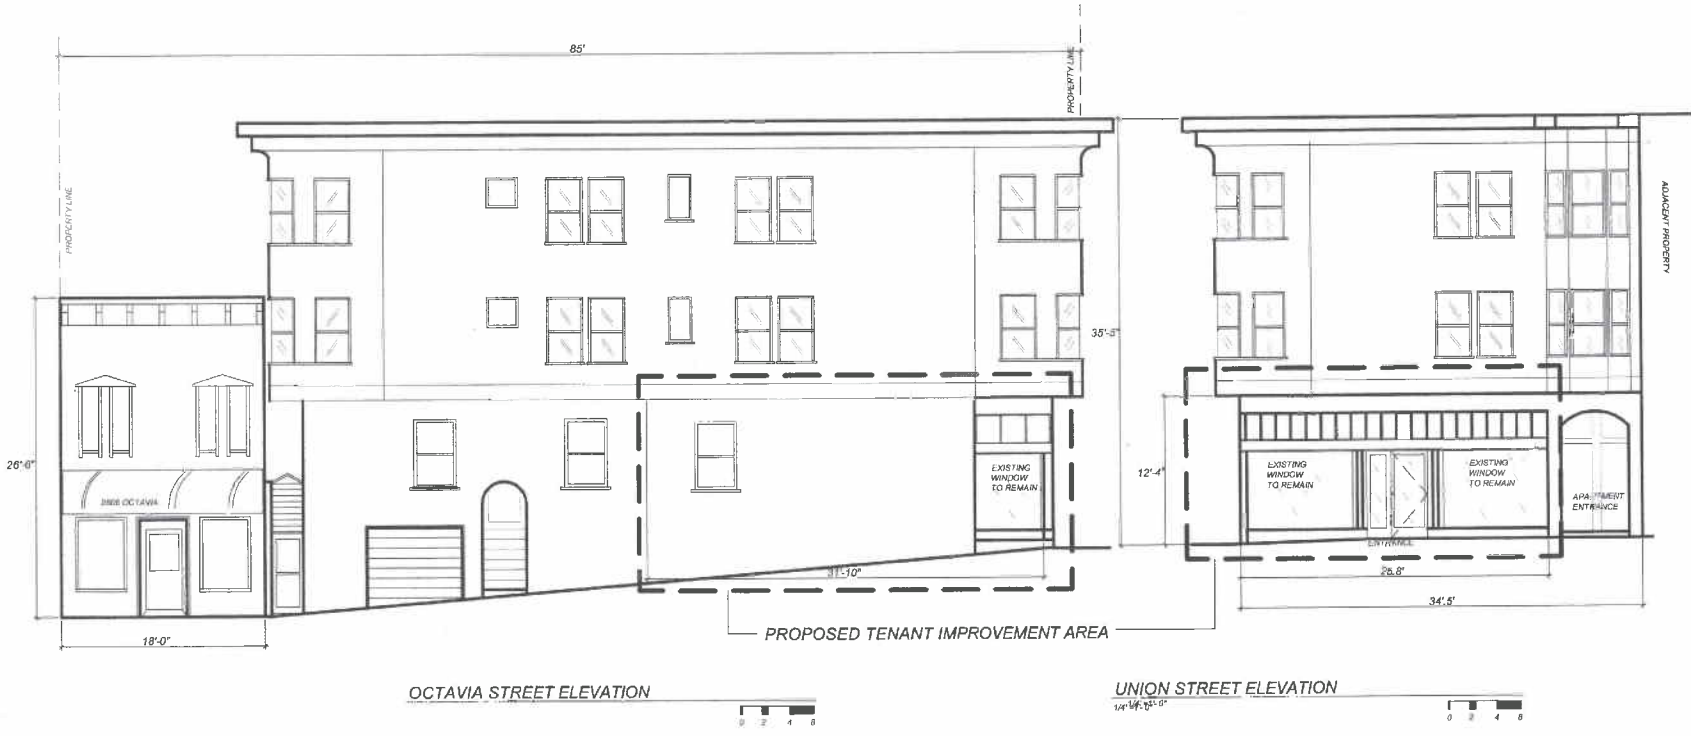 85'
PROPERTY LINE
PROPERTY LINE
ADJACENT PROPERTY
35'-5"
26'-6"
12'-4"
OCTAVIA
EXISTING
WINDOW
TO REMAIN
EXISTING
WINDOW
TO REMAIN
EXISTING
WINDOW
TO REMAIN
ENTRANCE
31'-10"
25.8'
34'.5'
18'-0"
PROPOSED TENANT IMPROVEMENT AREA
OCTAVIA STREET ELEVATION
0 2 4 8
UNION STREET ELEVATION
0 2 4 8